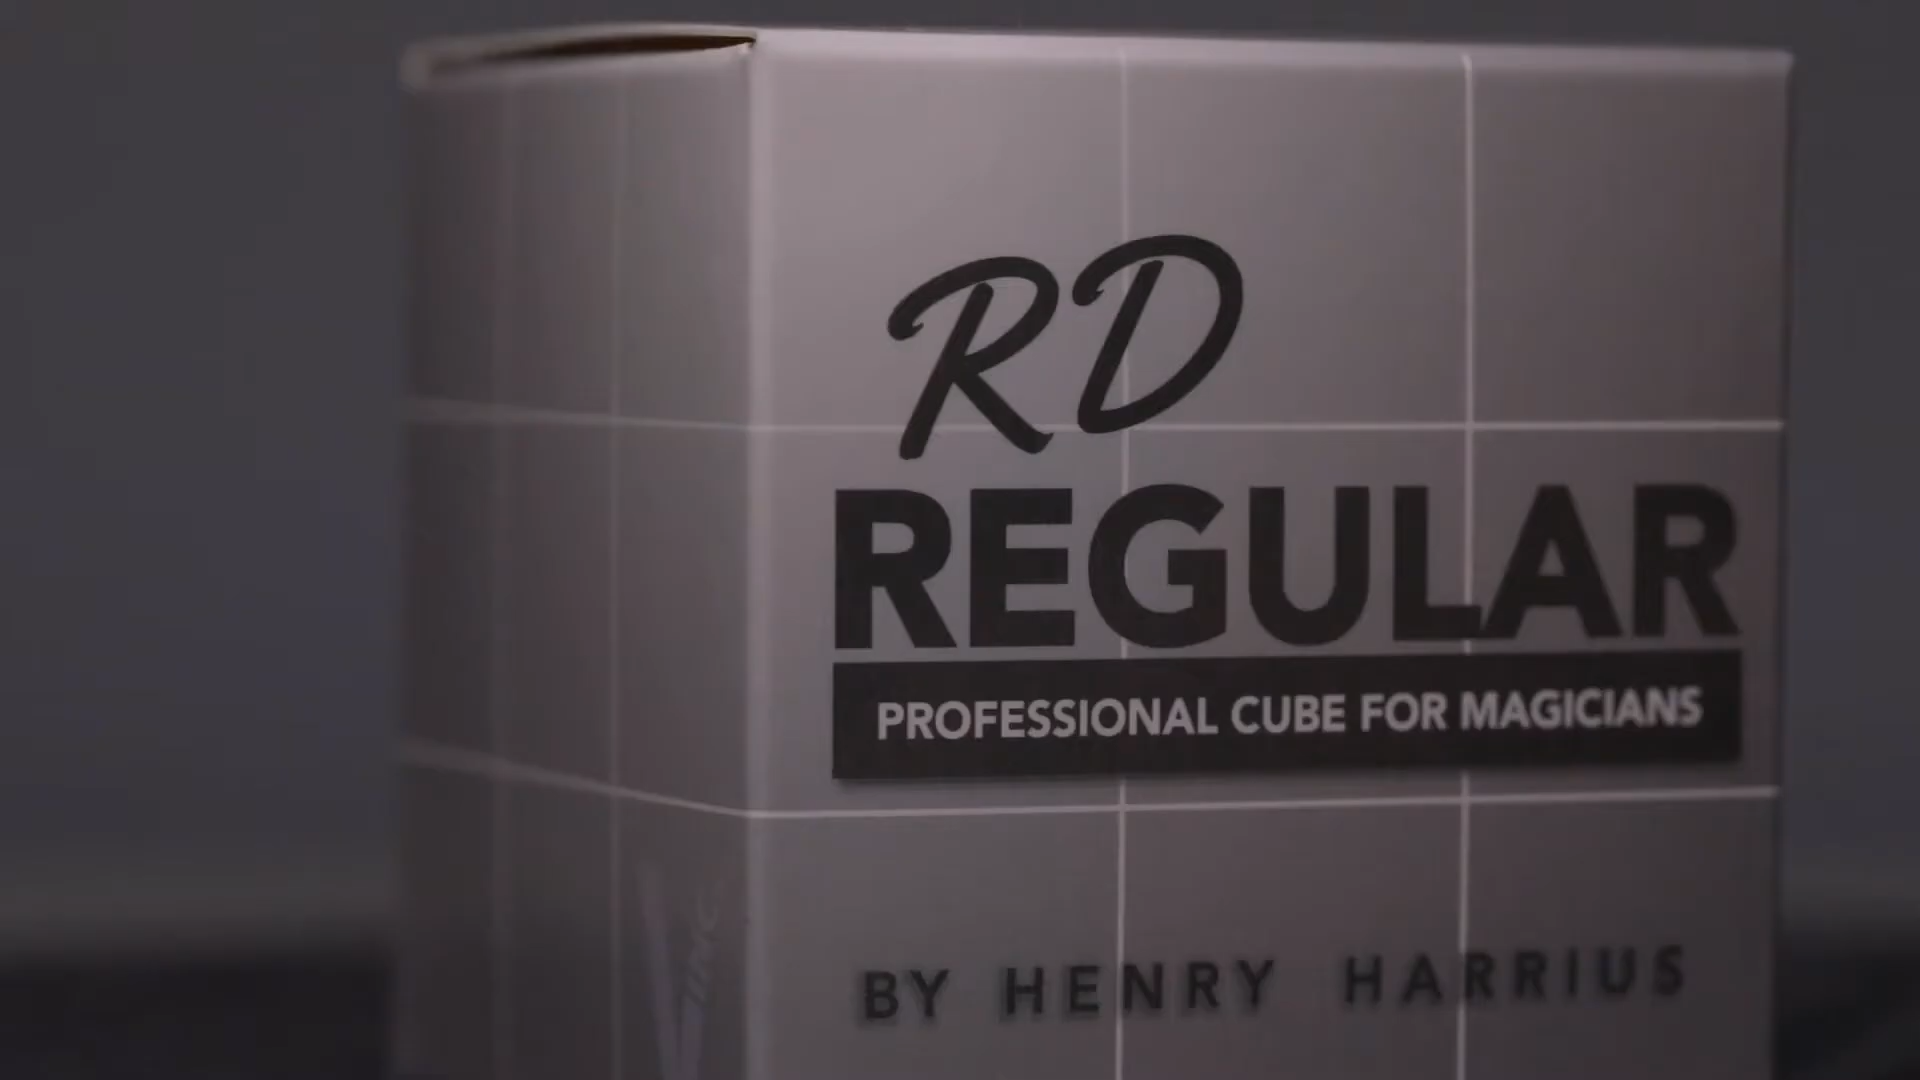 RD
REGULAR
PROFESSIONAL CUBE FOR MAGICIANS
BY HENRY HARRIUS